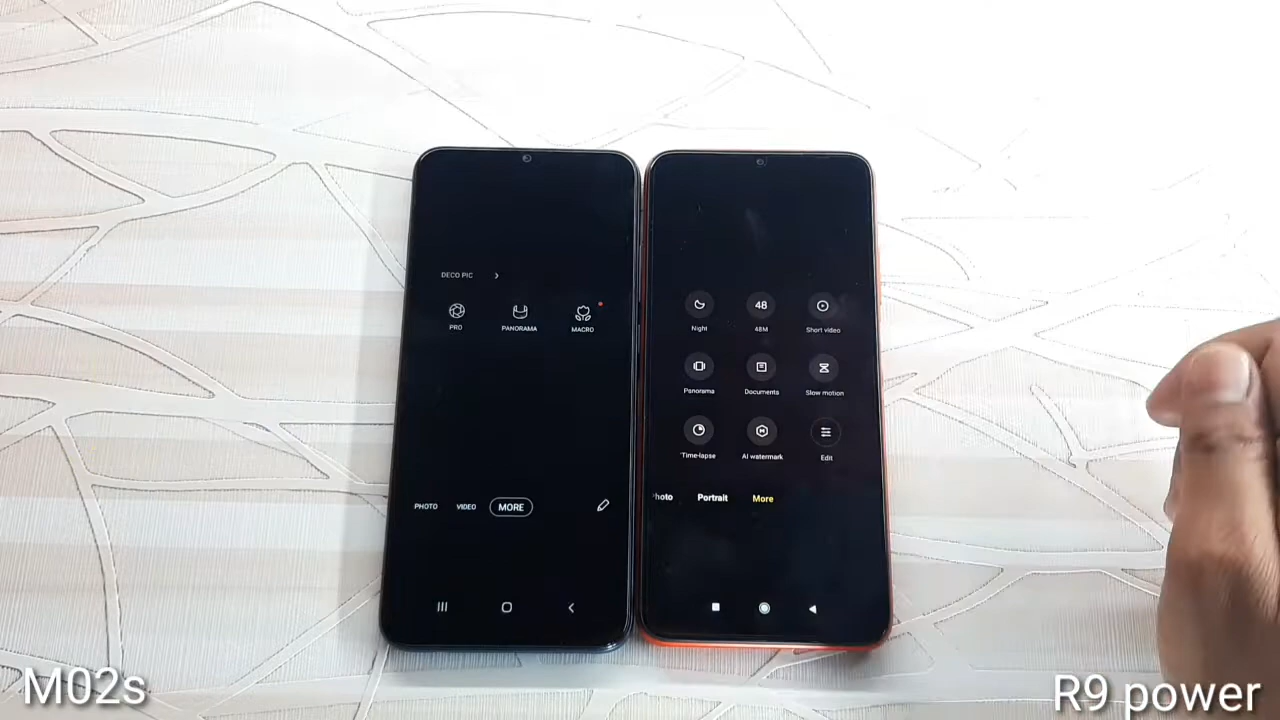 DECO PIC
PRO PANORAMA MACRO
PHOTO VIDEO MORE
48
Night 48M Short video
Panorama Documents Slow motion
Time-lapse AI watermark Edit
hoto Portrait More
M02s
R9 power